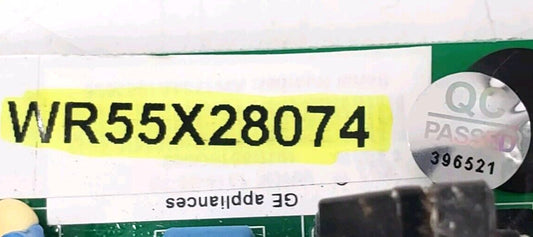 WR55X28074
QC
PASSED
396521
GE appliances